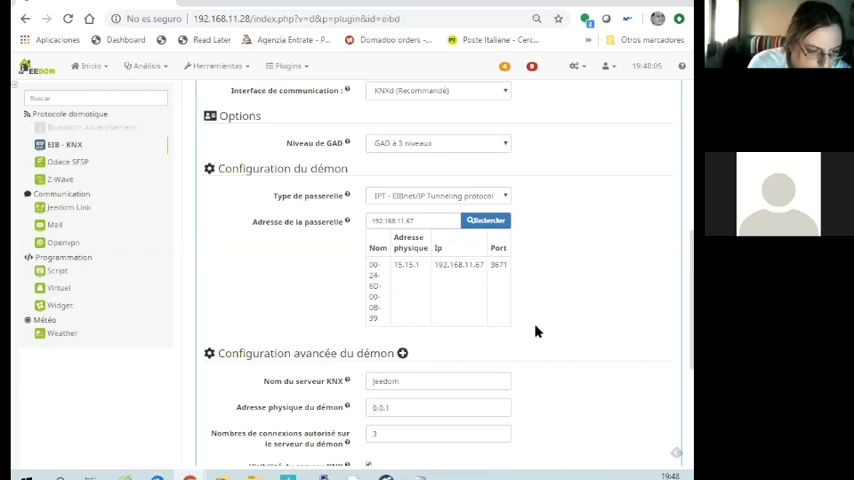 No es seguro
192.168.11.28/index.php?v=d&p=plugin&id=eibd
Aplicaciones
Dashboard
Read Later
Agenzia Entrate - P...
Domadoo orders -...
Poste Italiane - Cerc...
»
Otros marcadores
JEEDOM
Inicio
Análisis
Herramientas
Plugins
19:48:05
Buscar
Protocole domotique
Bluetooth Advertisement
EIB - KNX
Odace SFSP
Z-Wave
Communication
Jeedom Link
Mail
Openvpn
Programmation
Script
Virtuel
Widget
Météo
Weather
Interface de communication :
KNXd (Recommandé)
Options
Niveau de GAD
GAD à 3 niveaux
Configuration du démon
Type de passerelle
IPT - EIBnet/IP Tunneling protocol
Adresse de la passerelle
192.168.11.67
Rechercher
Nom
Adresse physique
Ip
Port
00-
24-
6D-
00-
0B-
39
15.15.1
192.168.11.67
3671
Configuration avancée du démon
Nom du serveur KNX
Jeedom
Adresse physique du démon
0.0.1
Nombres de connexions autorisé sur
le serveur du démon
3
19:48